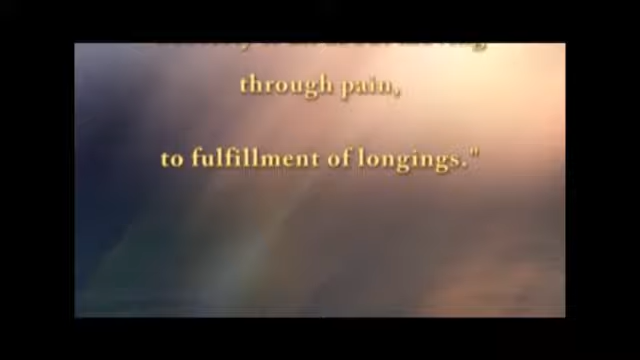 through pain,
to fulfillment of longings."